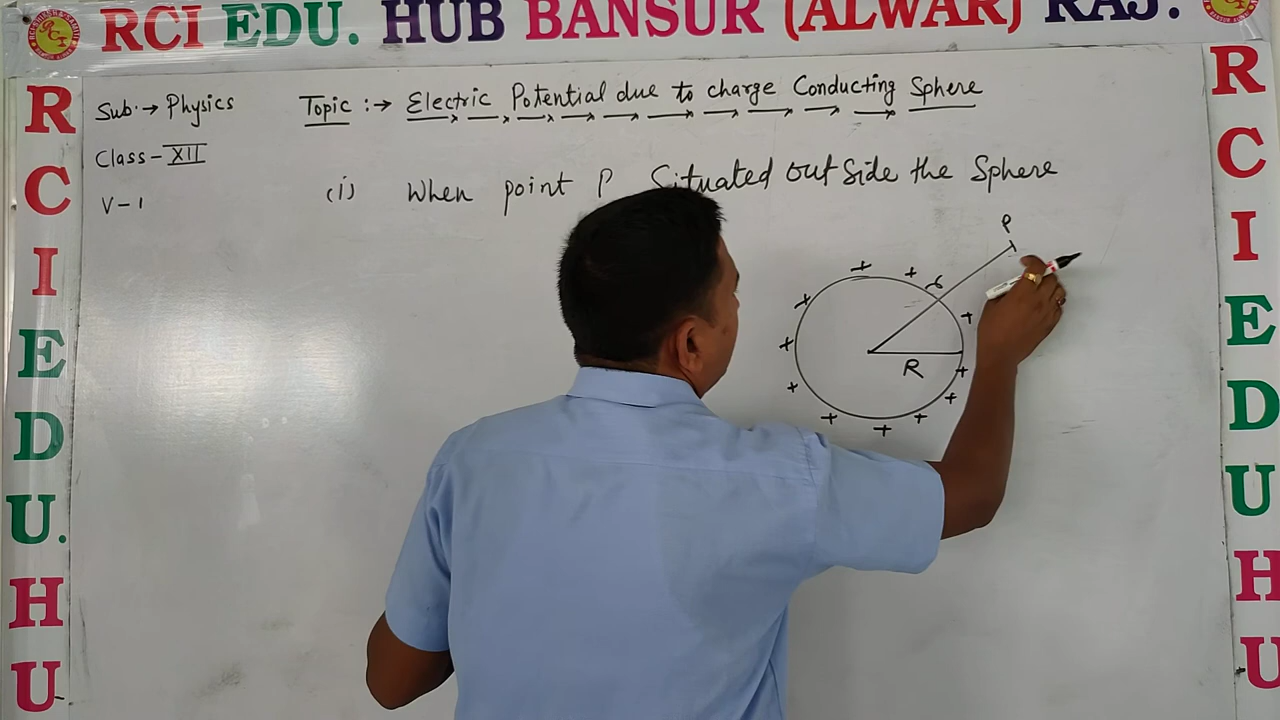 RCI EDU. HUB BANSUR (ALWAR) RAJ.
Sub.→ Physics
Topic :→ Electric Potential due to charge Conducting Sphere
Class - XII
V-1
(i) When point P Situated out Side the Sphere
P
r
R
R
C
I
E
D
U.
H
U
R
C
I
E
D
U
H
U